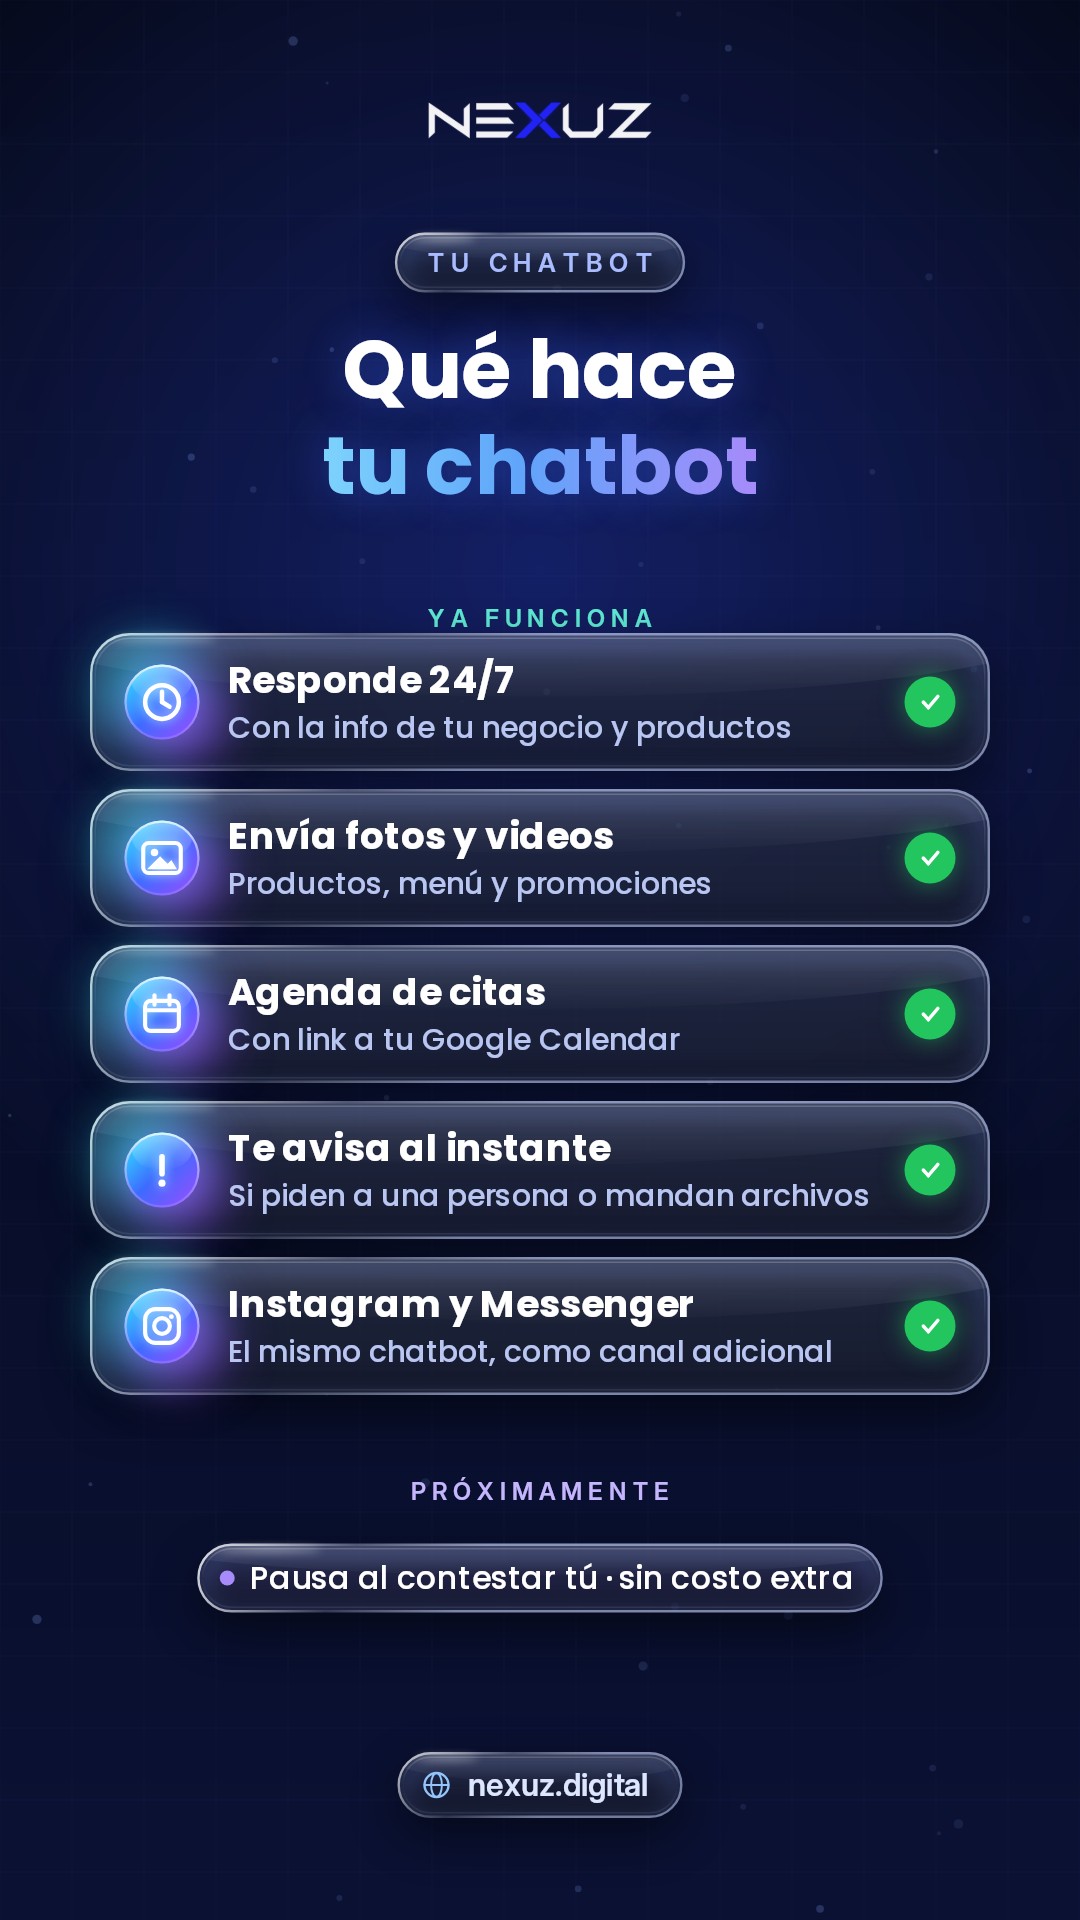 NEXUZ
TU CHATBOT
Qué hace
tu chatbot
YA FUNCIONA
Responde 24/7
Con la info de tu negocio y productos
Envía fotos y videos
Productos, menú y promociones
Agenda de citas
Con link a tu Google Calendar
Te avisa al instante
Si piden a una persona o mandan archivos
Instagram y Messenger
El mismo chatbot, como canal adicional
PRÓXIMAMENTE
Pausa al contestar tú · sin costo extra
nexuz.digital